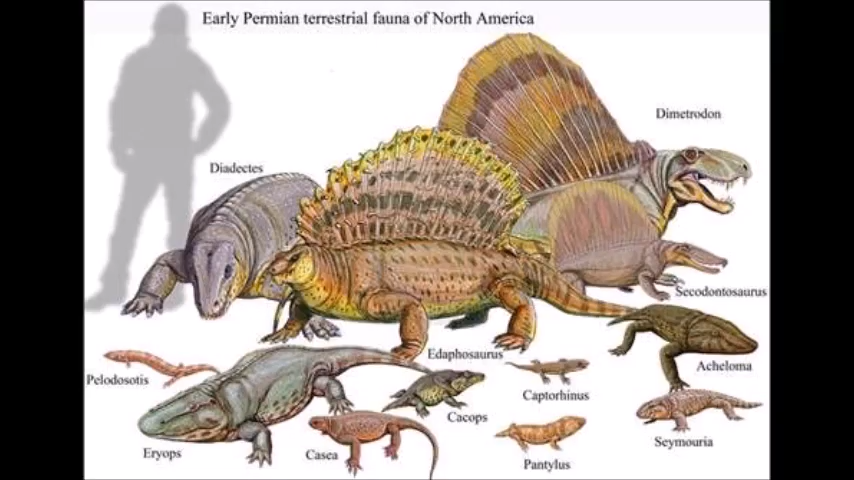 Early Permian terrestrial fauna of North America
Dimetrodon
Diadectes
Secodontosaurus
Edaphosaurus
Acheloma
Pelodosotis
Captorhinus
Cacops
Seymouria
Eryops
Casea
Pantylus